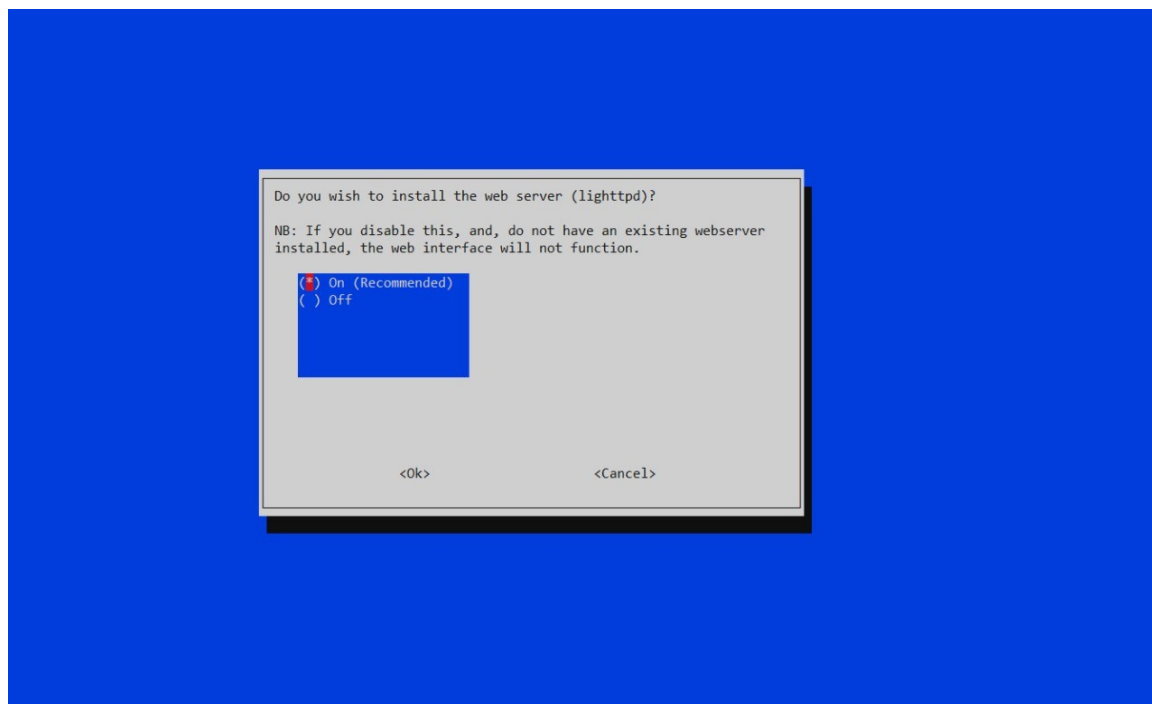 Do you wish to install the web server (lighttpd)?
NB: If you disable this, and, do not have an existing webserver
installed, the web interface will not function.
(*) On (Recommended)
( ) Off
<Ok> <Cancel>